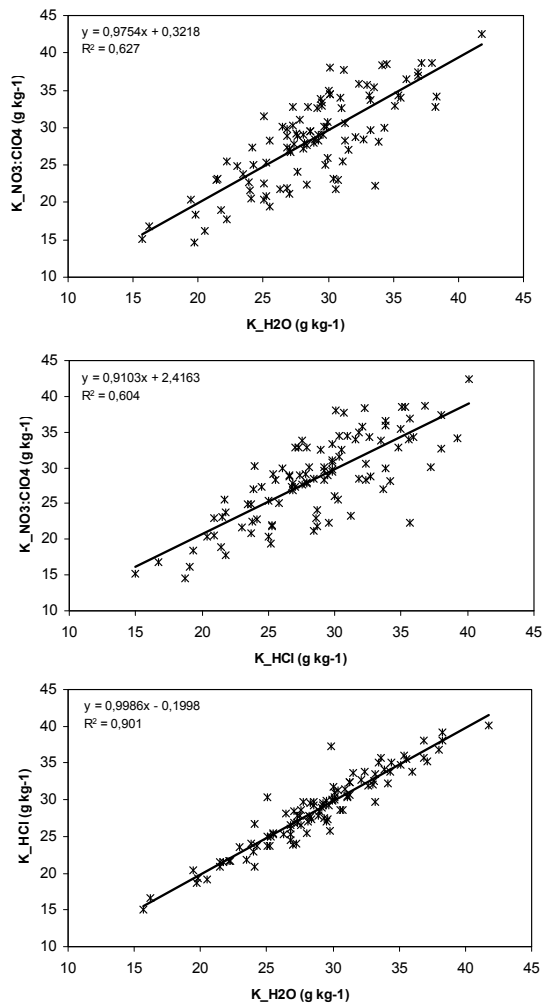 y = 0,9754x + 0,3218
R² = 0,627
45
40
35
30
25
20
15
10
K_NO3:ClO4 (g kg-1)
10 15 20 25 30 35 40 45
K_H2O (g kg-1)
y = 0,9103x + 2,4163
R² = 0,604
45
40
35
30
25
20
15
10
K_NO3:ClO4 (g kg-1)
10 15 20 25 30 35 40 45
K_HCl (g kg-1)
y = 0,9986x - 0,1998
R² = 0,901
45
40
35
30
25
20
15
10
K_HCl (g kg-1)
10 15 20 25 30 35 40 45
K_H2O (g kg-1)